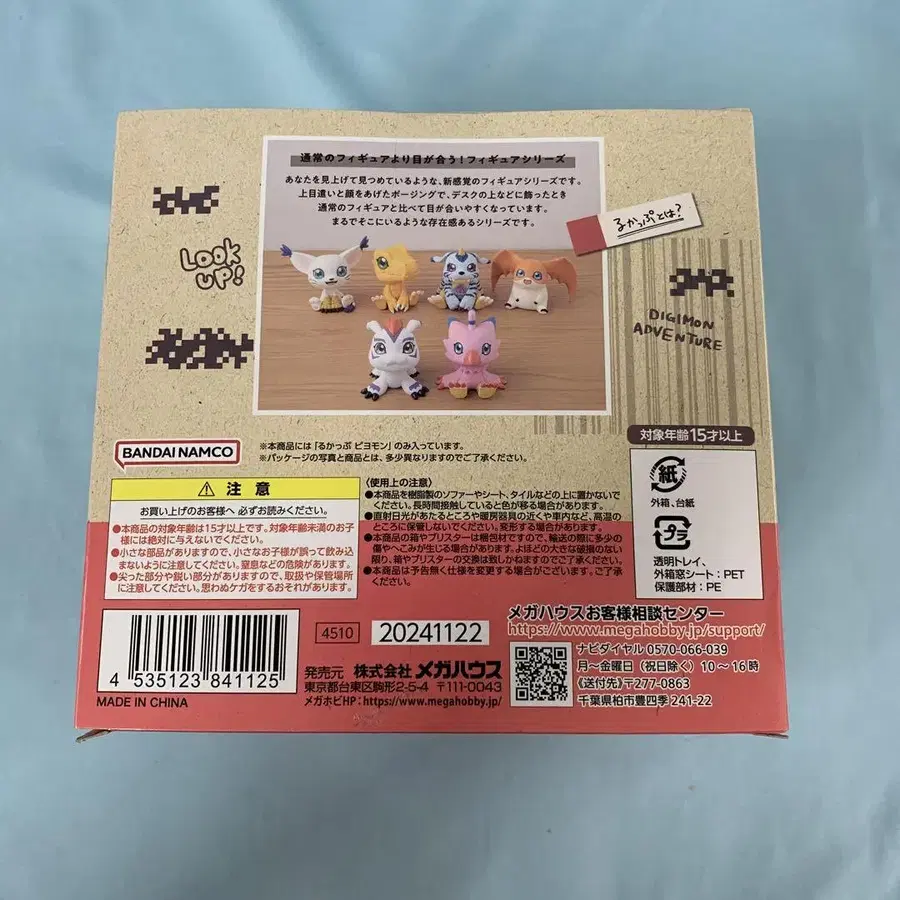 通常のフィギュアより目が合う!フィギュアシリーズ
あなたを見上げて見つめているような、新感覚のフィギュアシリーズです。
上目遣いと顔をあげたポージングで、デスクの上などに飾ったとき
通常のフィギュアと比べて目が合いやすくなっています。
まるでそこにいるような存在感あるシリーズです。
るかっぷとは?
LOOK
UP!
DIGIMON
ADVENTURE
対象年齢15才以上
BANDAI NAMCO
※本商品には「るかっぷ ピヨモン」のみ入っています。
※パッケージの写真と商品とは、多少異なりますのでご了承ください。
⚠ 注意
お買い上げのお客様へ 必ずお読みください。
●本商品の対象年齢は15才以上です。対象年齢未満のお子
様には絶対に与えないでください。
●小さな部品がありますので、小さなお子様が誤って飲み込
まないように注意してください。窒息などの危険があります。
●尖った部分や鋭い部分がありますので、取扱や保管場所
に注意してください。思わぬケガをするおそれがあります。
〈使用上の注意〉
●本商品を樹脂製のソファーやシート、タイルなどの上に置かないで
ください。長時間接触していると色が移る場合があります。
●直射日光があたるところや暖房器具の近くや車内など、高温の
ところに保管しないでください。変形する場合があります。
●本商品の箱やブリスターは梱包材ですので、輸送の際に多少の
傷やへこみが生じる場合があります。よほどの大きな破損のない
限り、箱やブリスターの交換は致しかねますのでご了承ください。
●本商品は予告無く仕様を変更する場合がございます。ご了承
ください。
紙
外箱、台紙
プラ
透明トレイ、
外箱窓シート:PET
保護部材:PE
4 535123 841125
MADE IN CHINA
4510
20241122
発売元 株式会社 メガハウス
東京都台東区駒形2-5-4 〒111-0043
メガホビHP:https://www.megahobby.jp/
メガハウスお客様相談センター
https://www.megahobby.jp/support/
ナビダイヤル 0570-066-039
月~金曜日(祝日除く)10~16時
《送付先》〒277-0863
千葉県柏市豊四季 241-22